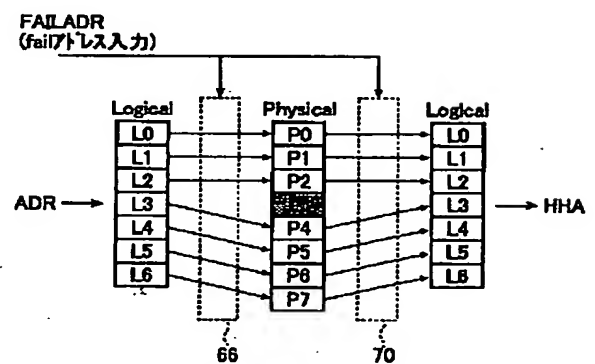 FAILADR
(failアドレス入力)
Logical Physical Logical
L0 P0 L0
L1 P1 L1
L2 P2 L2
ADR L3 L3 HHA
L4 P4 L4
L5 P5 L5
L6 P6 L6
P7
66 70